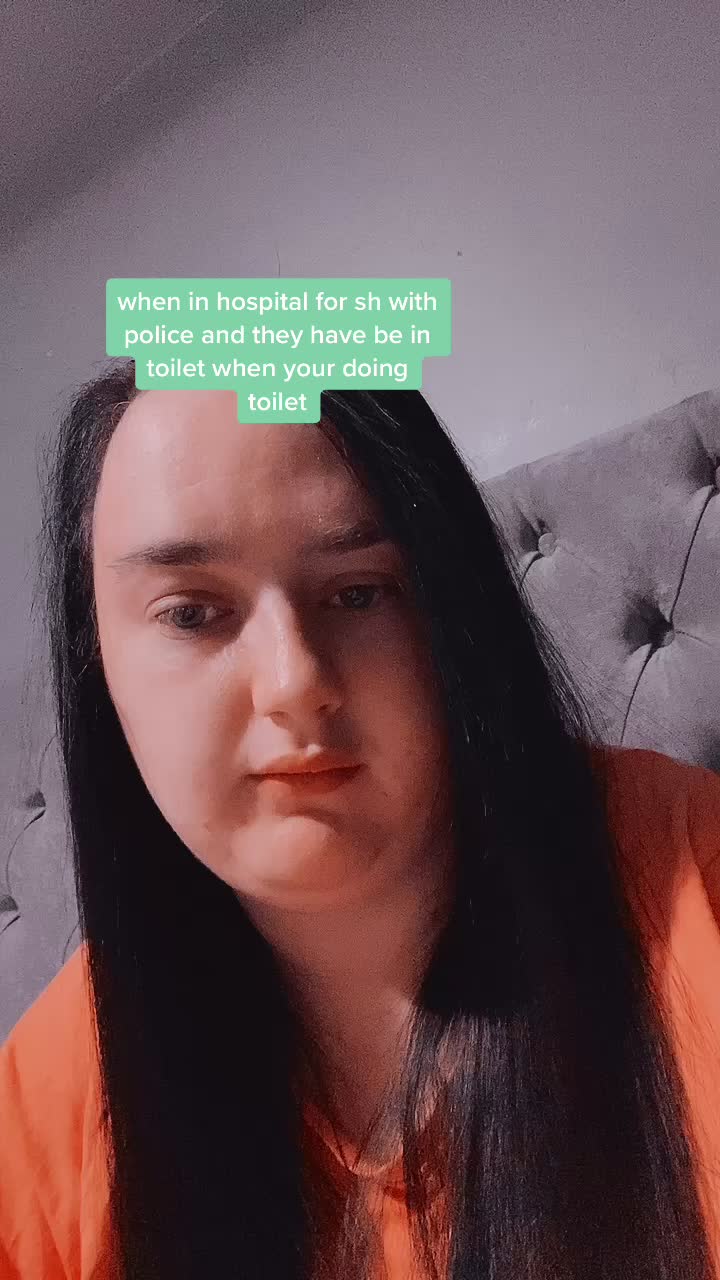 when in hospital for sh with
police and they have be in
toilet when your doing
toilet